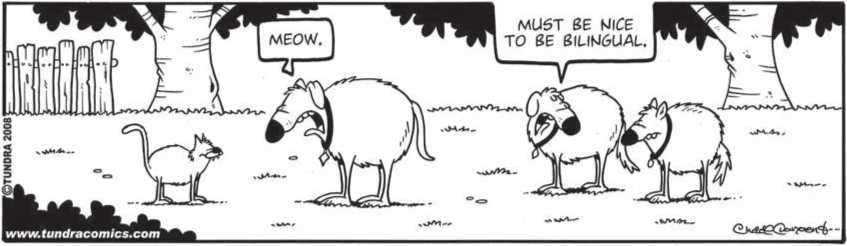 MEOW.
MUST BE NICE
TO BE BILINGUAL.
©TUNDRA 2008
www.tundracomics.com